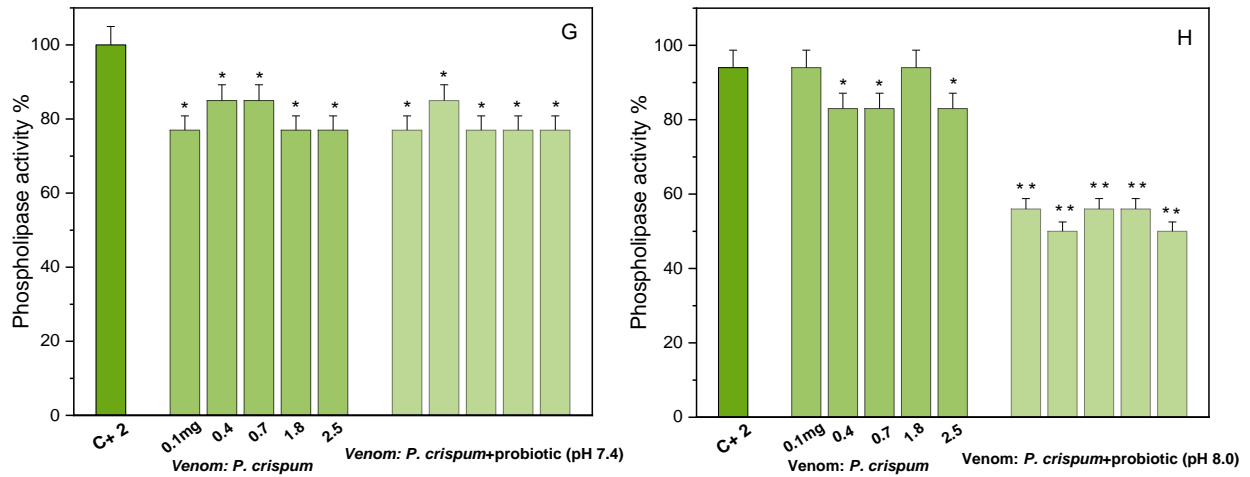 G
Phospholipase activity %
100
80
60
40
20
0
* * * * * * * * * *
C+ 2
0.1mg
0.4
0.7
1.8
2.5
Venom: P. crispum
Venom: P. crispum+probiotic (pH 7.4)
H
Phospholipase activity %
100
80
60
40
20
0
* * *
** ** ** ** **
C+ 2
0.1mg
0.4
0.7
1.8
2.5
Venom: P. crispum
Venom: P. crispum+probiotic (pH 8.0)